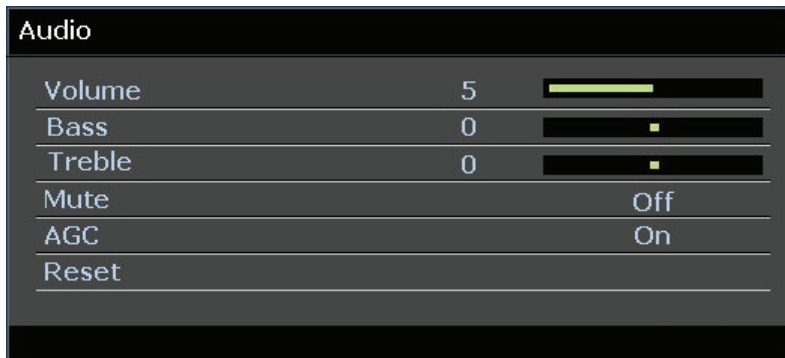 Audio
Volume 5
Bass 0
Treble 0
Mute Off
AGC On
Reset